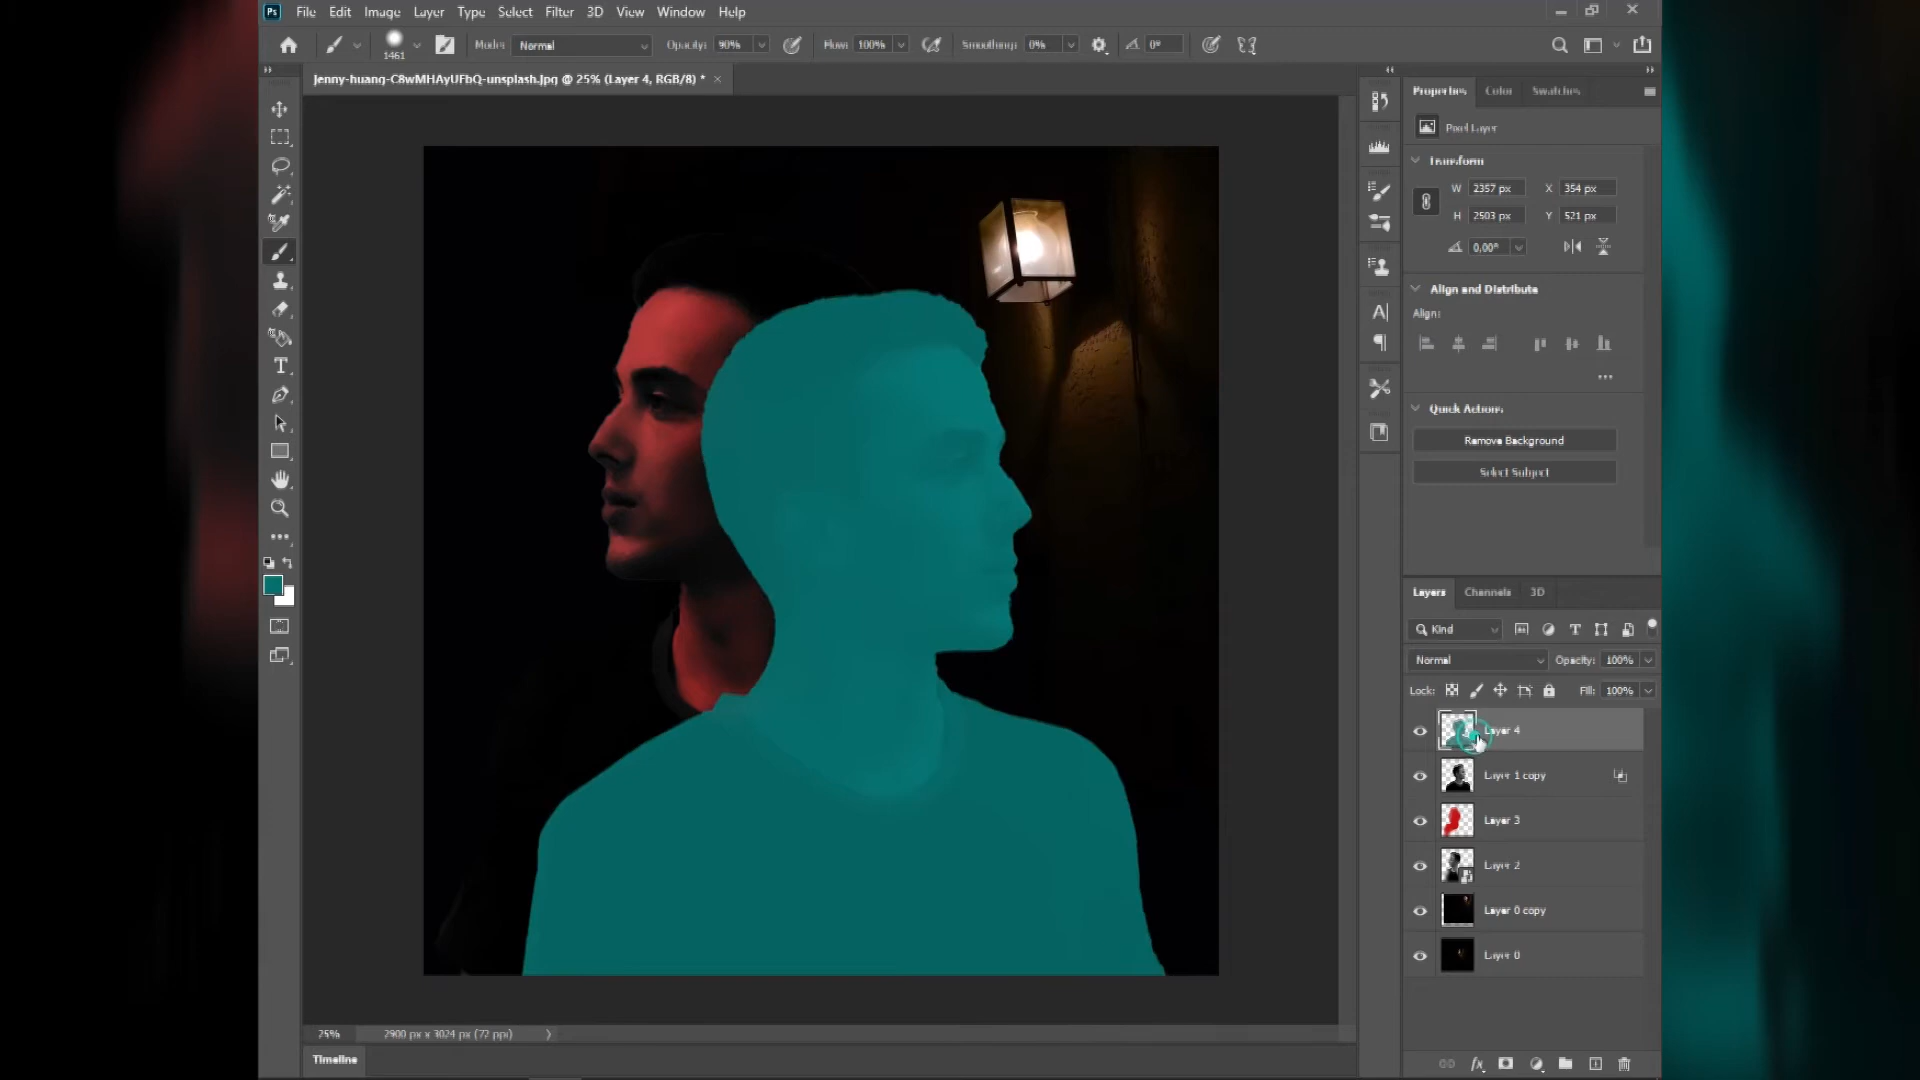 Ps File Edit Image Layer Type Select Filter 3D View Window Help
1461 Mode: Normal Opacity: 90% Flow: 100% Smoothing: 0% 0°
jenny-huang-C8wMHAyUFbQ-unsplash.jpg @ 25% (Layer 4, RGB/8) *
Properties Color Swatches
Pixel Layer
Transform
W 2357 px X 354 px
H 2503 px Y 521 px
0,00°
Align and Distribute
Align:
Quick Actions
Remove Background
Select Subject
Layers Channels 3D
Kind
Normal Opacity: 100%
Lock: Fill: 100%
Layer 4
Layer 1 copy
Layer 3
Layer 2
Layer 0 copy
Layer 0
25% 2900 px x 3024 px (72 ppi)
Timeline